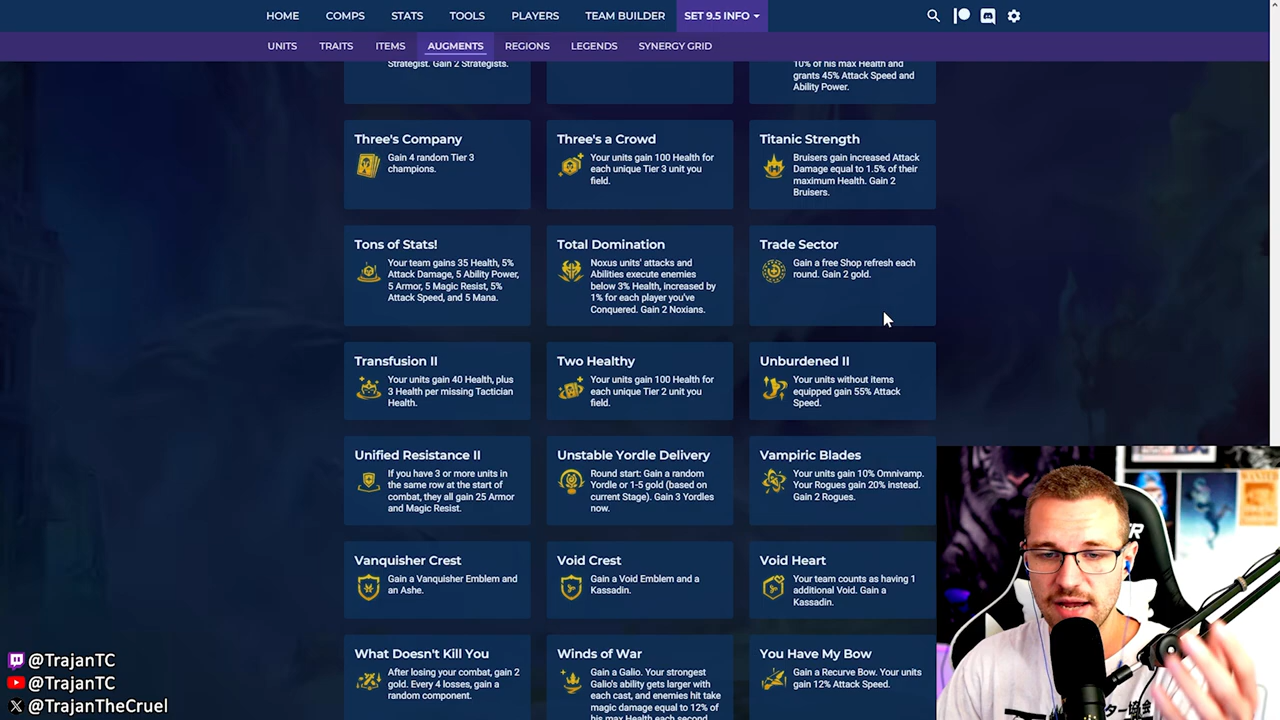 HOME COMPS STATS TOOLS PLAYERS TEAM BUILDER SET 9.5 INFO
UNITS TRAITS ITEMS AUGMENTS REGIONS LEGENDS SYNERGY GRID
Strategist. Gain 2 Strategists.
10% of his max Health and
grants 45% Attack Speed and
Ability Power.
Three's Company
Gain 4 random Tier 3
champions.
Three's a Crowd
Your units gain 100 Health for
each unique Tier 3 unit you
field.
Titanic Strength
Bruisers gain increased Attack
Damage equal to 1.5% of their
maximum Health. Gain 2
Bruisers.
Tons of Stats!
Your team gains 35 Health, 5%
Attack Damage, 5 Ability Power,
5 Armor, 5 Magic Resist, 5%
Attack Speed, and 5 Mana.
Total Domination
Noxus units' attacks and
Abilities execute enemies
below 3% Health, increased by
1% for each player you've
Conquered. Gain 2 Noxians.
Trade Sector
Gain a free Shop refresh each
round. Gain 2 gold.
Transfusion II
Your units gain 40 Health, plus
3 Health per missing Tactician
Health.
Two Healthy
Your units gain 100 Health for
each unique Tier 2 unit you
field.
Unburdened II
Your units without items
equipped gain 55% Attack
Speed.
Unified Resistance II
If you have 3 or more units in
the same row at the start of
combat, they all gain 25 Armor
and Magic Resist.
Unstable Yordle Delivery
Round start: Gain a random
Yordle or 1-5 gold (based on
current Stage). Gain 3 Yordles
now.
Vampiric Blades
Your units gain 10% Omnivamp.
Your Rogues gain 20% instead.
Gain 2 Rogues.
Vanquisher Crest
Gain a Vanquisher Emblem and
an Ashe.
Void Crest
Gain a Void Emblem and a
Kassadin.
Void Heart
Your team counts as having 1
additional Void. Gain a
Kassadin.
What Doesn't Kill You
After losing your combat, gain 2
gold. Every 4 losses, gain a
random component.
Winds of War
Gain a Galio. Your strongest
Galio's ability gets larger with
each cast, and enemies hit take
magic damage equal to 12% of
his max Health each second
You Have My Bow
Gain a Recurve Bow. Your units
gain 12% Attack Speed.
@TrajanTC
@TrajanTC
@TrajanTheCruel